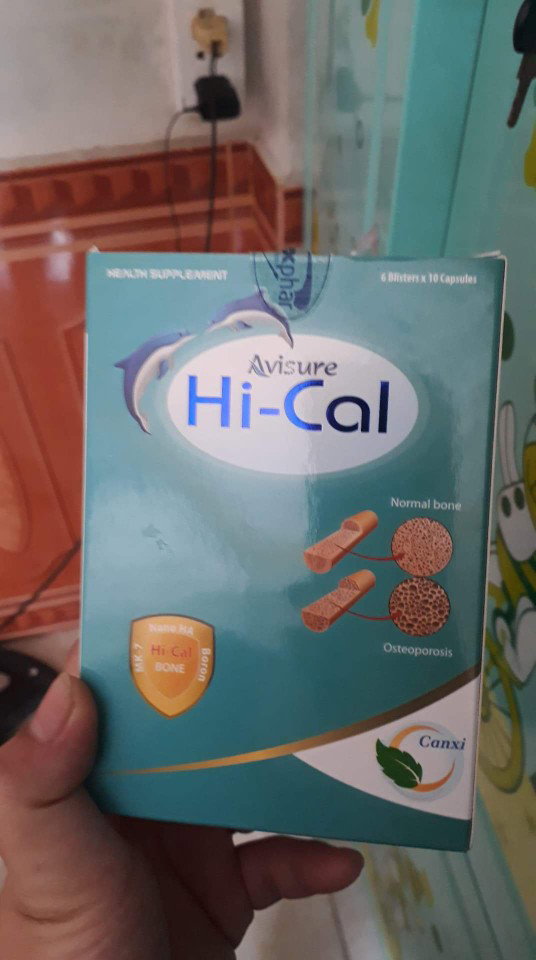 HEALTH SUPPLEMENT
xphar
6 Blisters x 10 Capsules
Avisure
Hi-Cal
Normal bone
Osteoporosis
Nano HA
MK-7
Hi-Cal
BONE
Boron
Canxi